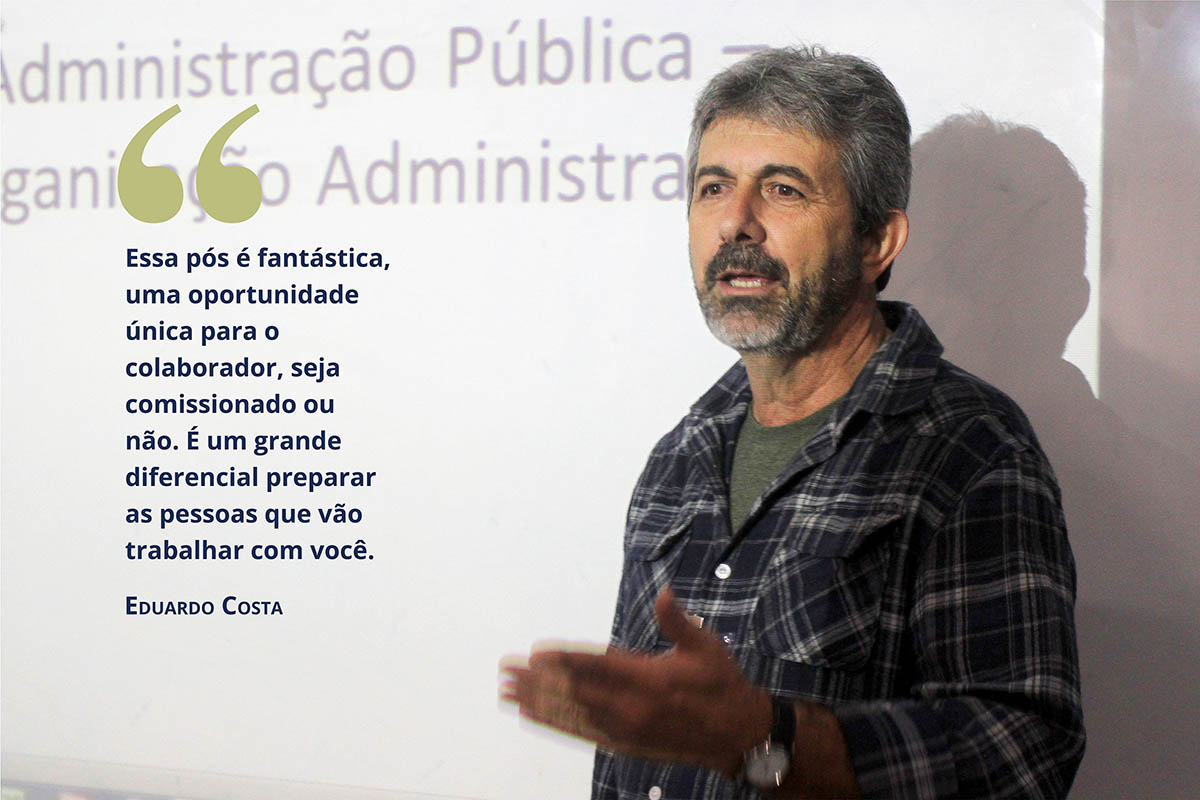 Administração Pública –
Administra
Essa pós é fantástica,
uma oportunidade
única para o
colaborador, seja
comissionado ou
não. É um grande
diferencial preparar
as pessoas que vão
trabalhar com você.
Eduardo Costa